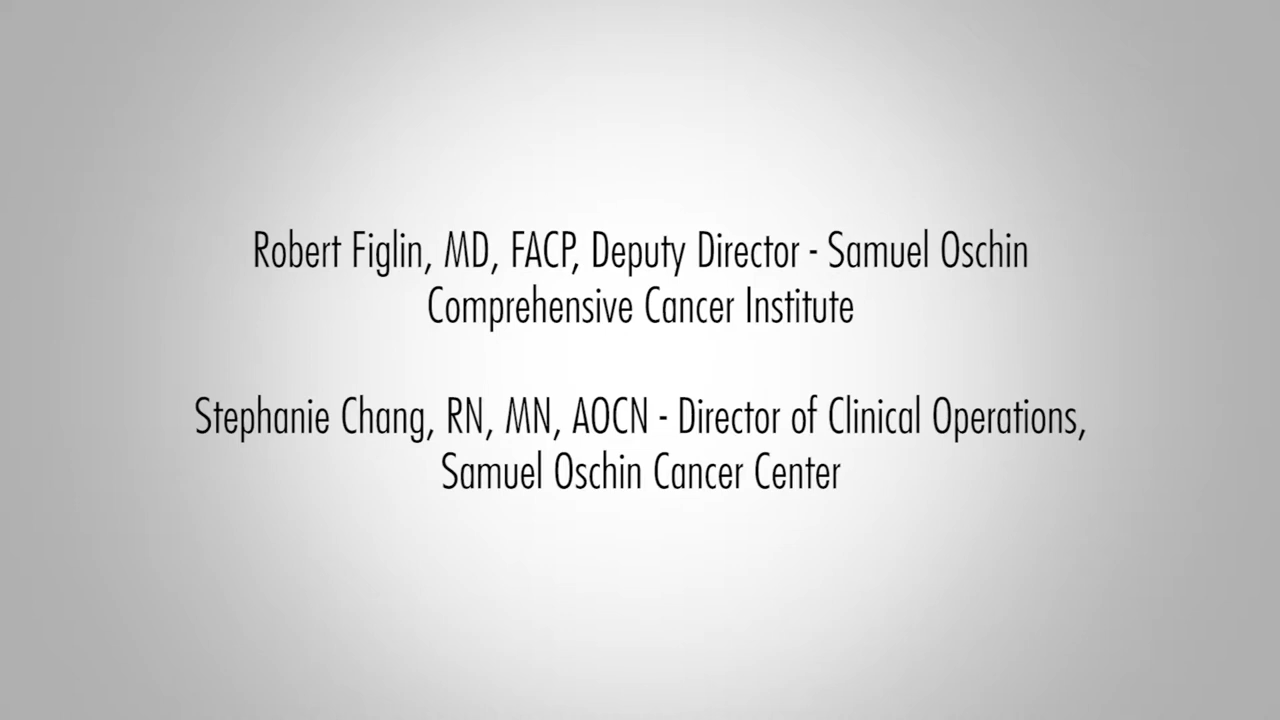 Robert Figlin, MD, FACP, Deputy Director - Samuel Oschin
Comprehensive Cancer Institute
Stephanie Chang, RN, MN, AOCN - Director of Clinical Operations,
Samuel Oschin Cancer Center